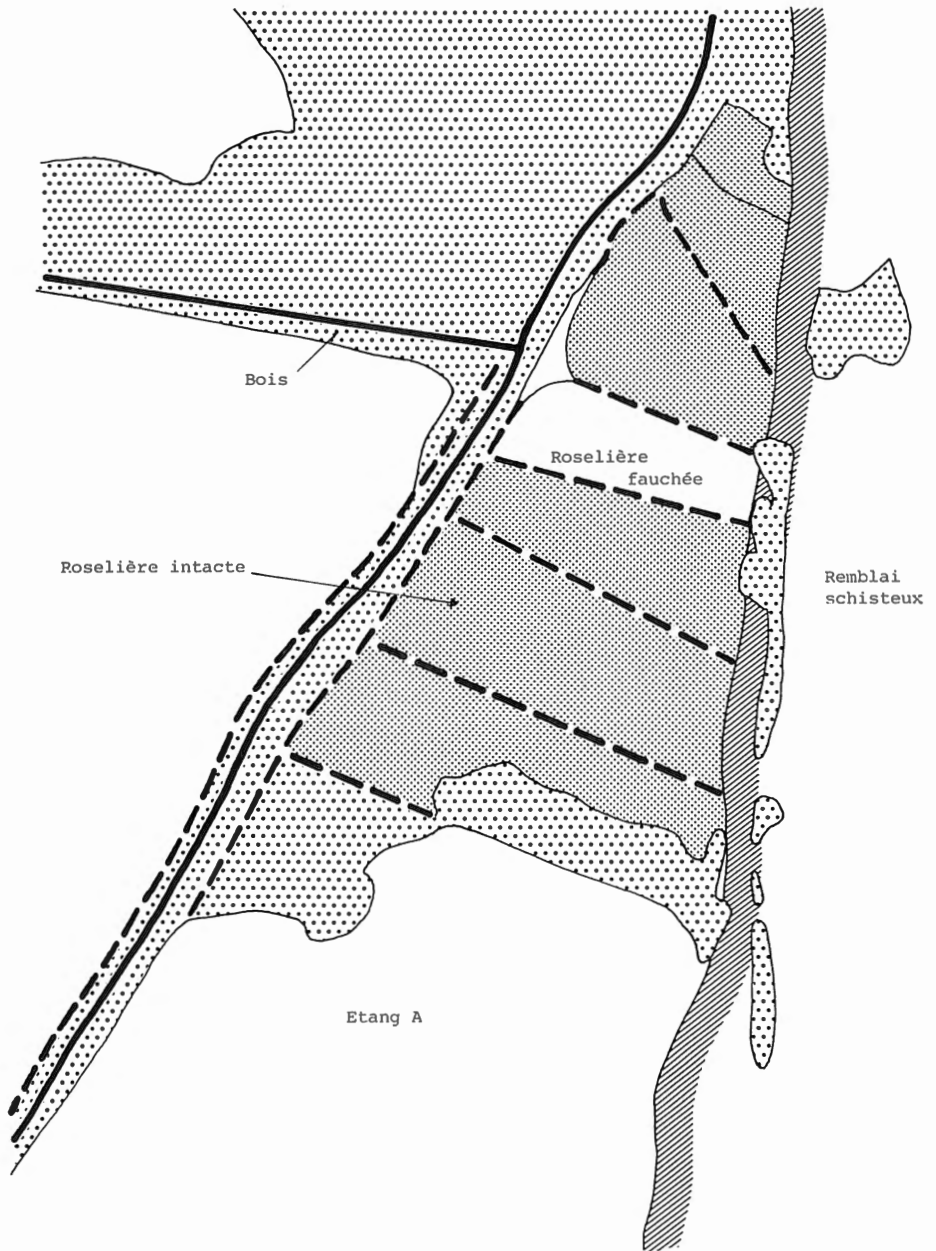 Bois
Roselière
fauchée
Roselière intacte
Remblai
schisteux
Etang A